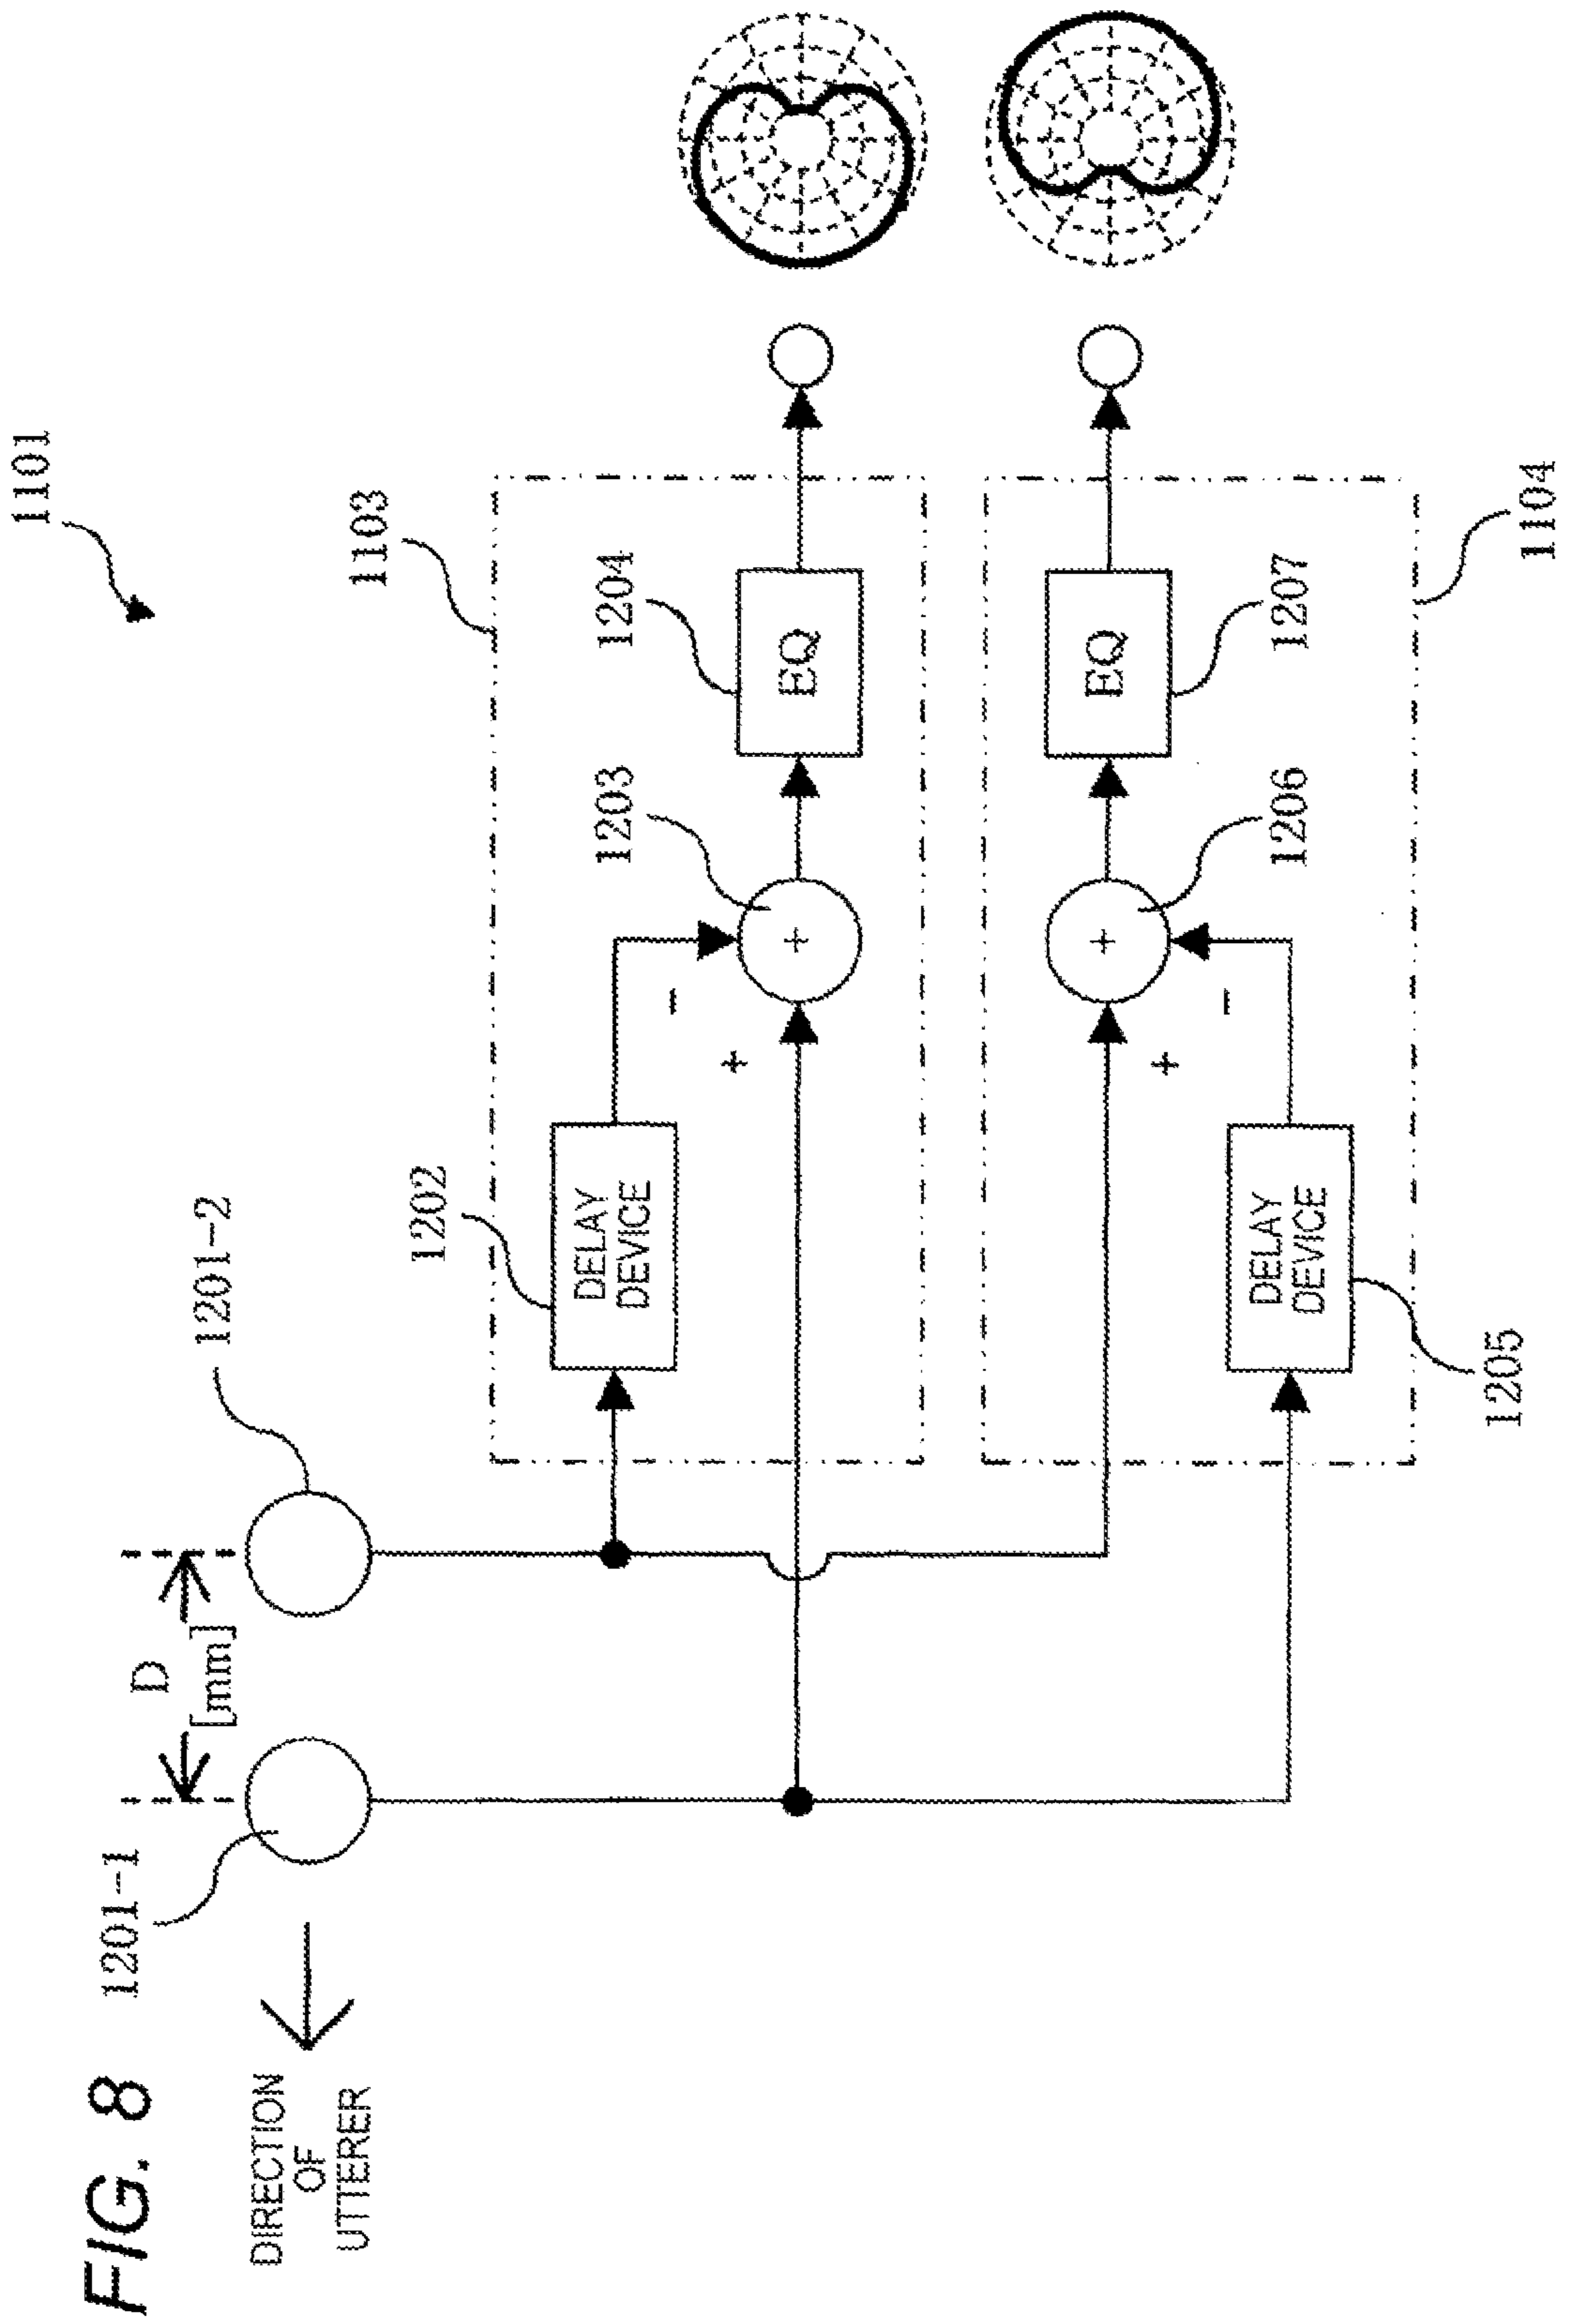 FIG. 8
1101
1201-1
D
[mm]
1201-2
DIRECTION
OF
UTTERER
1103
1202
DELAY
DEVICE
1203
1204
EQ
-
+
+
+
+
-
EQ
1206
1207
DELAY
DEVICE
1205
1104